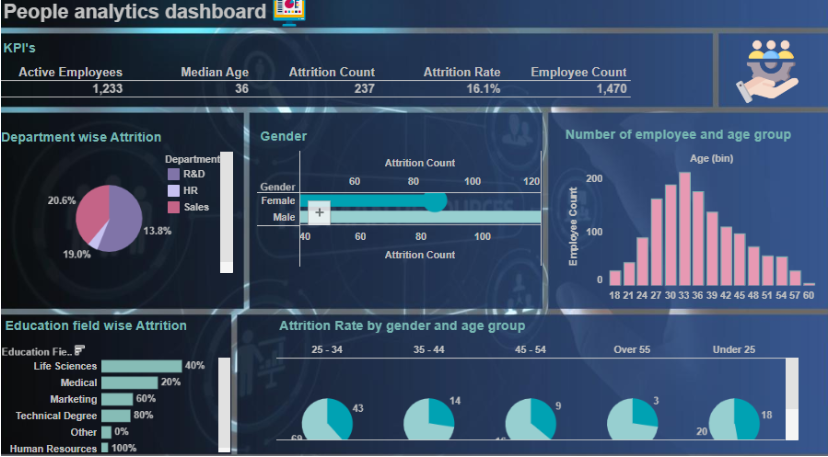 People analytics dashboard
KPI's
Active Employees Median Age Attrition Count Attrition Rate Employee Count
1,233 36 237 16.1% 1,470
Department wise Attrition
Department
R&D
HR
Sales
20.6%
13.8%
19.0%
Gender
Attrition Count
Gender 60 80 100 120
Female
Male
40 60 80 100
Attrition Count
Number of employee and age group
Age (bin)
Employee Count
200
100
0
18 21 24 27 30 33 36 39 42 45 48 51 54 57 60
Education field wise Attrition
Education Fie..
Life Sciences 40%
Medical 20%
Marketing 60%
Technical Degree 80%
Other 0%
Human Resources 100%
Attrition Rate by gender and age group
25 - 34 35 - 44 45 - 54 Over 55 Under 25
43 14 9 3 18
20